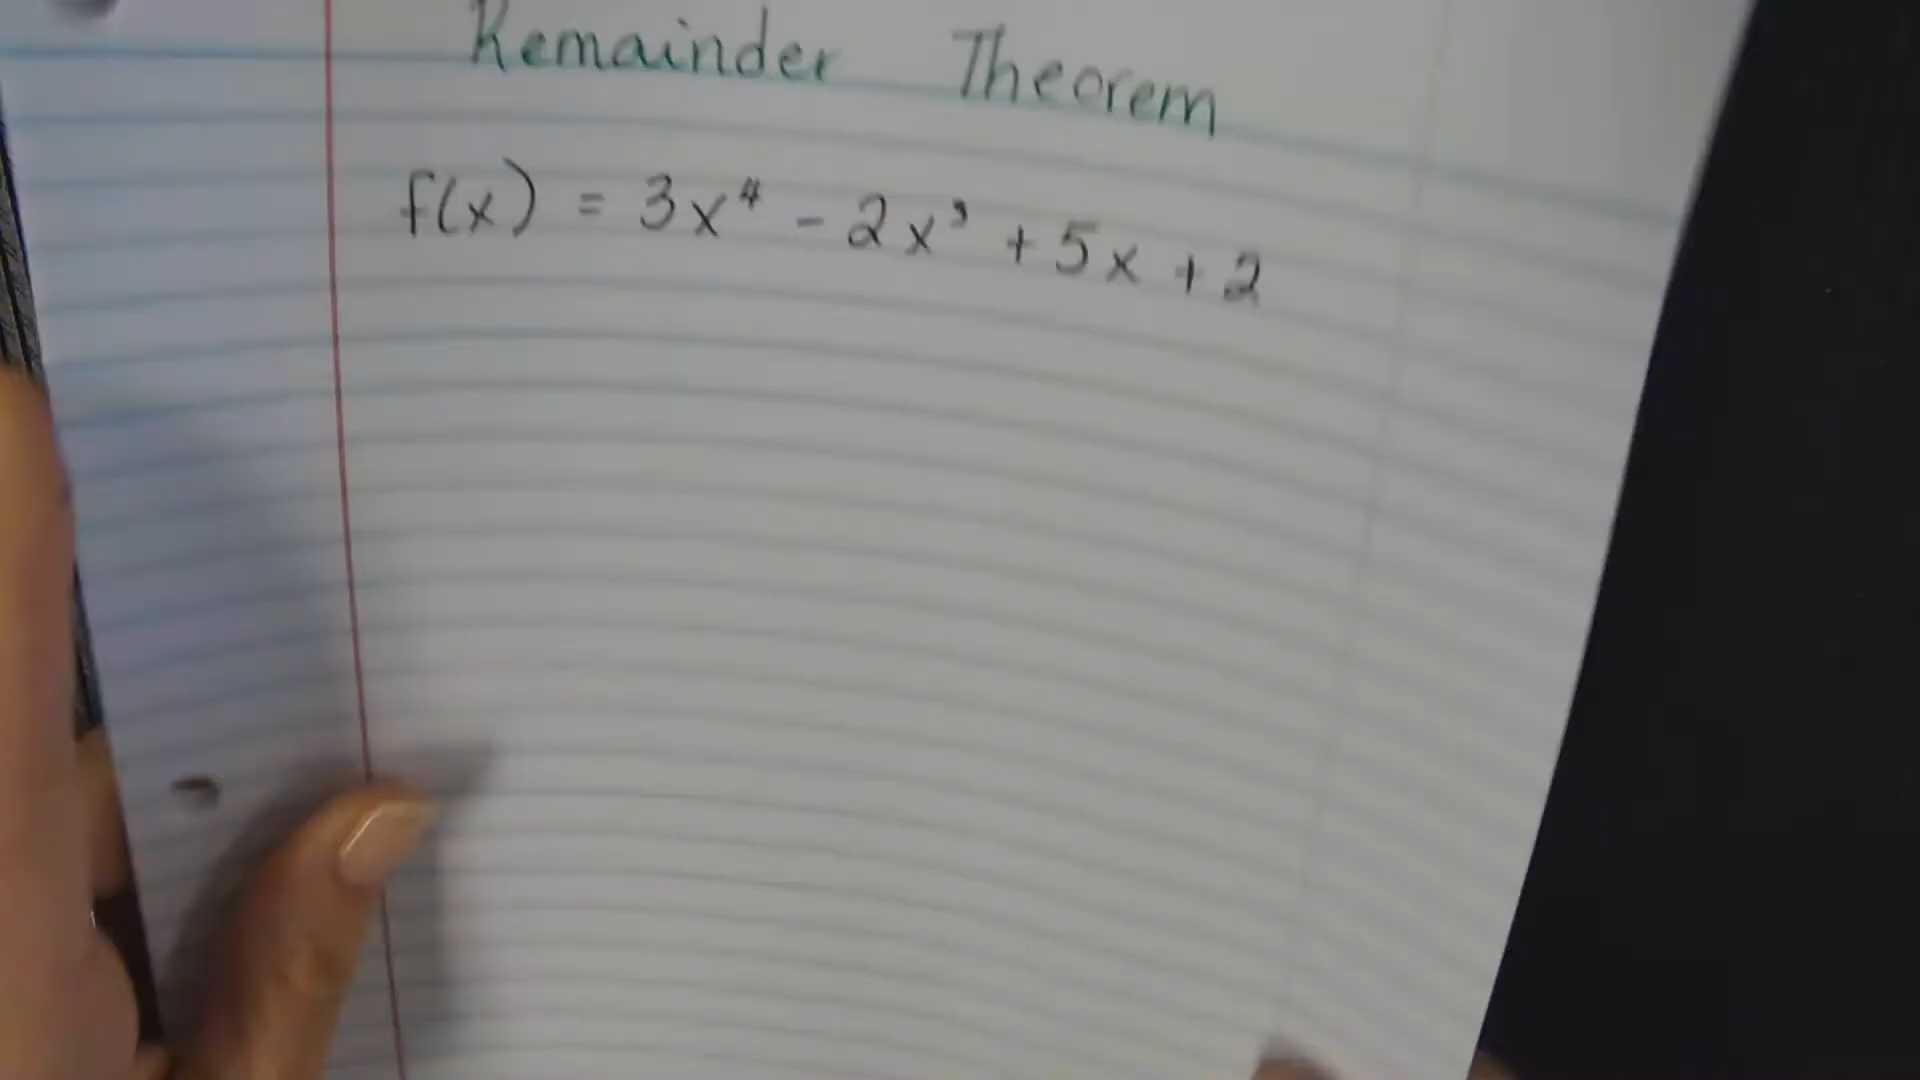 Remainder Theorem
f(x) = 3x⁴ - 2x³ + 5x + 2